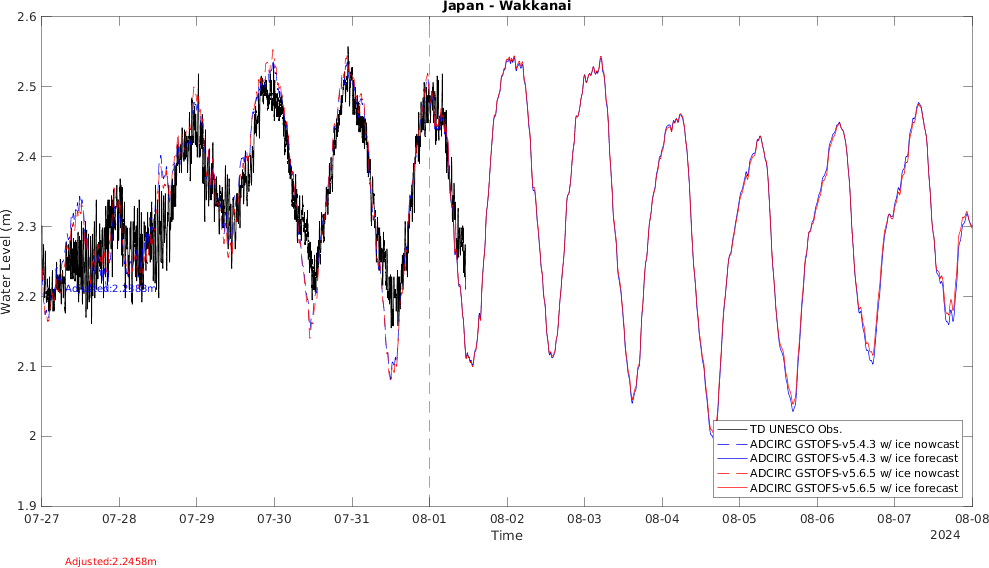 Japan - Wakkanai
2.6
2.5
2.4
2.3
2.2
2.1
2
1.9
Water Level (m)
TD UNESCO Obs.
ADCIRC GSTOFS-v5.4.3 w/ ice nowcast
ADCIRC GSTOFS-v5.4.3 w/ ice forecast
ADCIRC GSTOFS-v5.6.5 w/ ice nowcast
ADCIRC GSTOFS-v5.6.5 w/ ice forecast
07-27 07-28 07-29 07-30 07-31 08-01 08-02 08-03 08-04 08-05 08-06 08-07 08-08
Time
2024
Adjusted:2.2458m